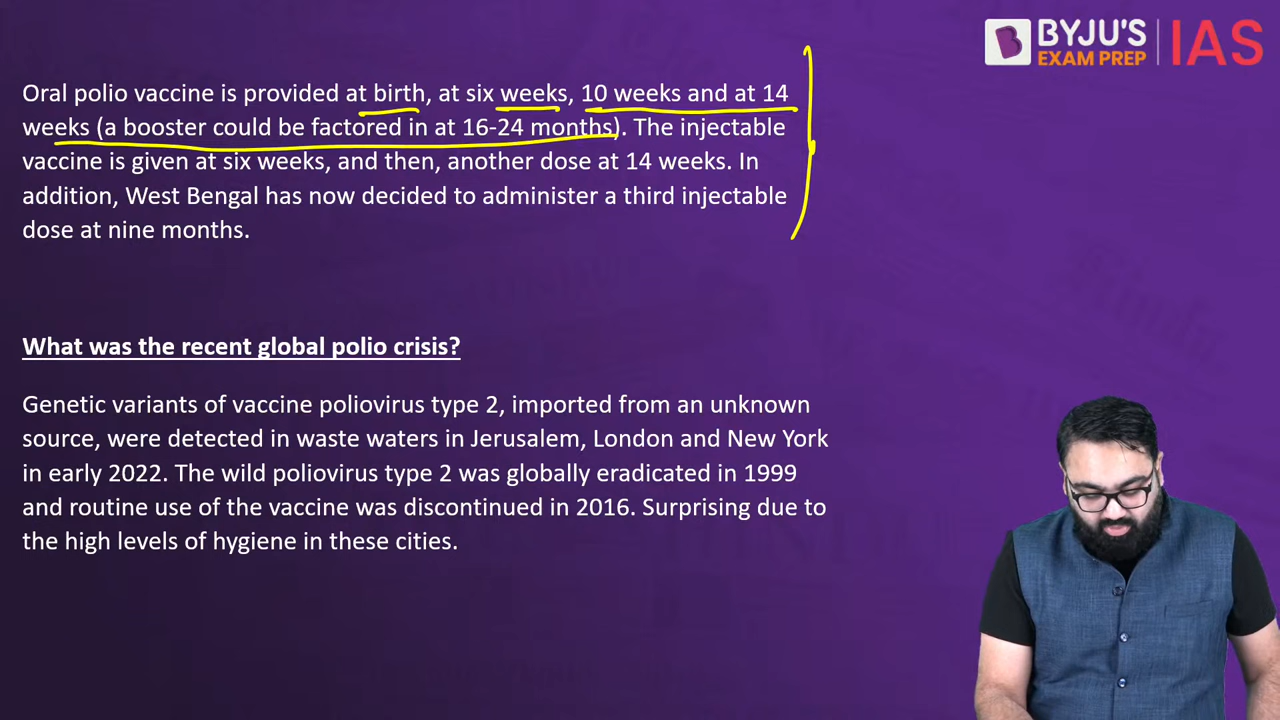 BYJU'S
EXAM PREP
IAS
Oral polio vaccine is provided at birth, at six weeks, 10 weeks and at 14
weeks (a booster could be factored in at 16-24 months). The injectable
vaccine is given at six weeks, and then, another dose at 14 weeks. In
addition, West Bengal has now decided to administer a third injectable
dose at nine months.
What was the recent global polio crisis?
Genetic variants of vaccine poliovirus type 2, imported from an unknown
source, were detected in waste waters in Jerusalem, London and New York
in early 2022. The wild poliovirus type 2 was globally eradicated in 1999
and routine use of the vaccine was discontinued in 2016. Surprising due to
the high levels of hygiene in these cities.